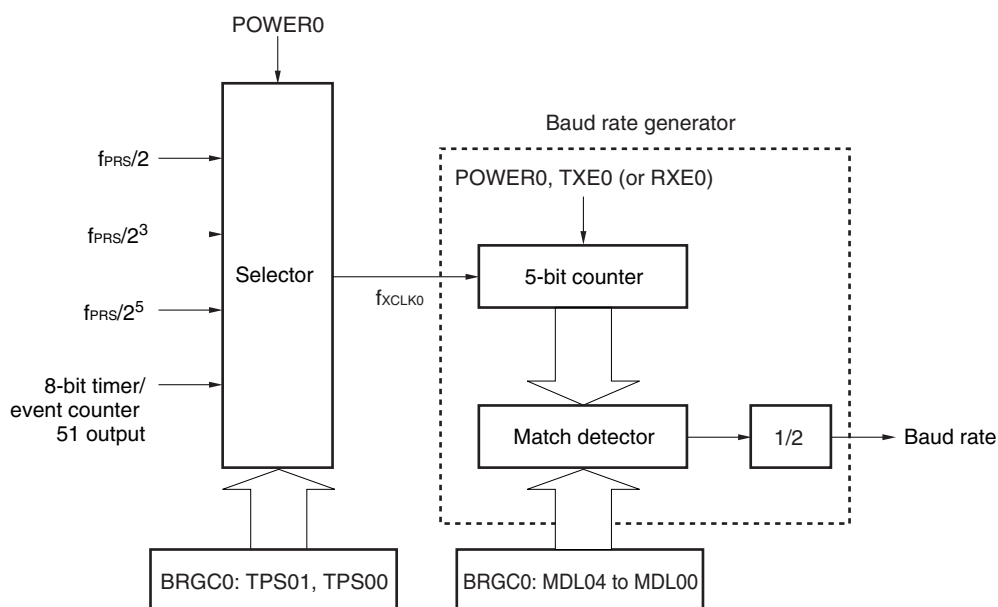 POWER0
Baud rate generator
fPRS/2
POWER0, TXE0 (or RXE0)
fPRS/2³
Selector
5-bit counter
fXCLK0
fPRS/2⁵
8-bit timer/
event counter
51 output
Match detector
1/2
Baud rate
BRGC0: TPS01, TPS00
BRGC0: MDL04 to MDL00